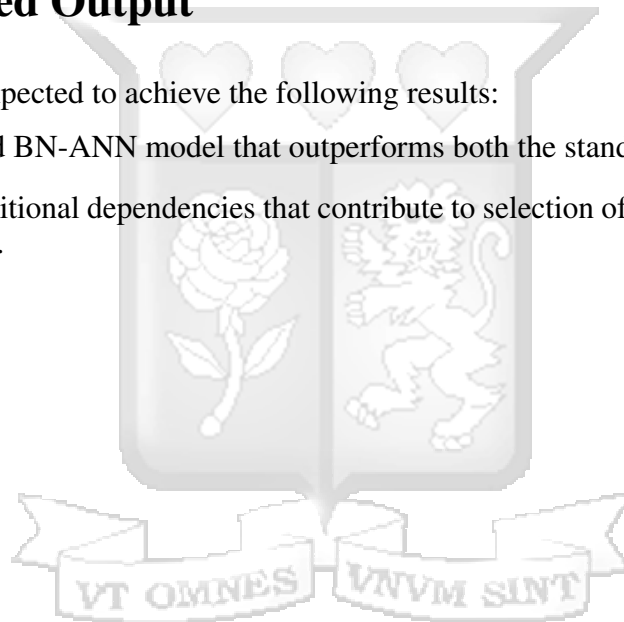 ed Output
pected to achieve the following results:
d BN-ANN model that outperforms both the stand
itional dependencies that contribute to selection of
.
VT OMNES VNVM SINT